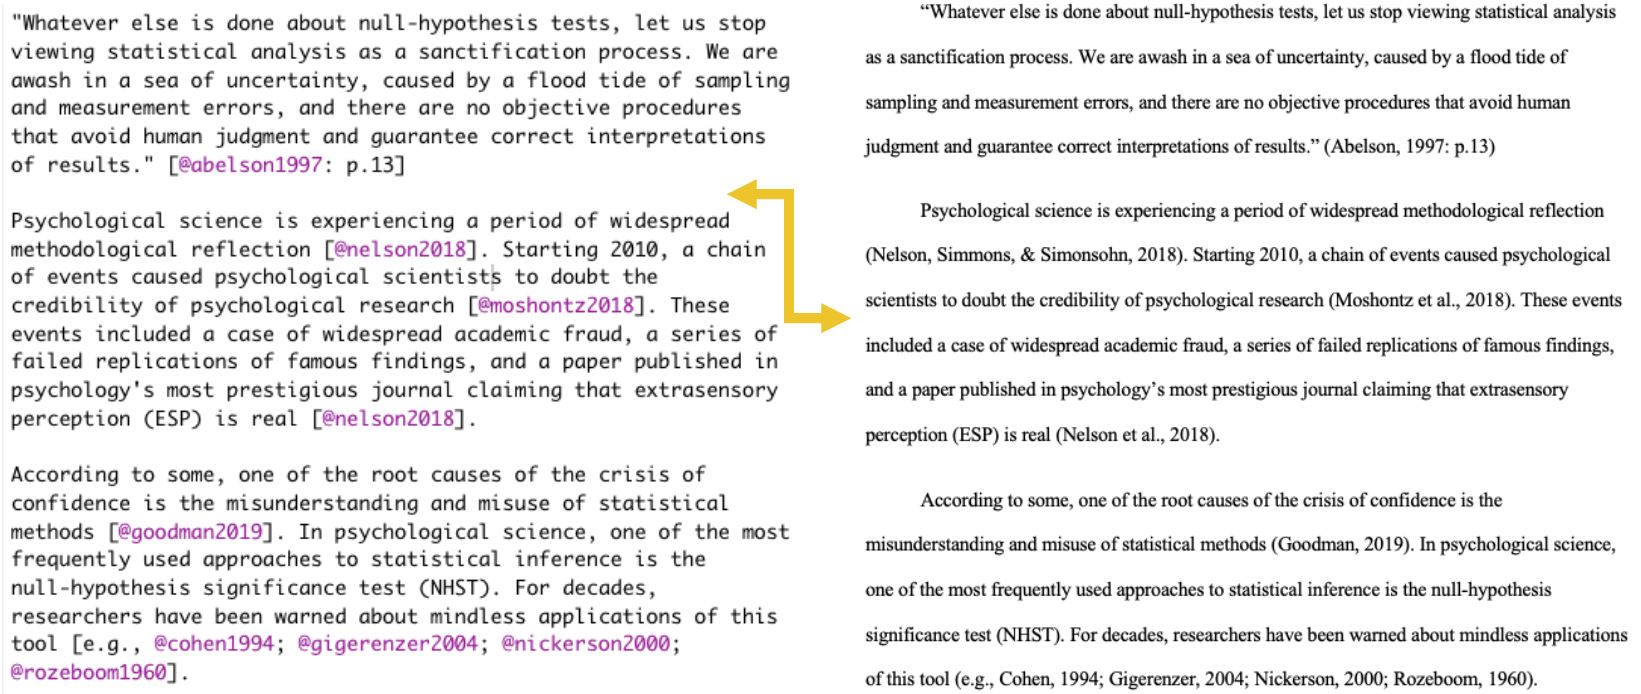 "Whatever else is done about null-hypothesis tests, let us stop
viewing statistical analysis as a sanctification process. We are
awash in a sea of uncertainty, caused by a flood tide of sampling
and measurement errors, and there are no objective procedures
that avoid human judgment and guarantee correct interpretations
of results." [@abelson1997: p.13]
Psychological science is experiencing a period of widespread
methodological reflection [@nelson2018]. Starting 2010, a chain
of events caused psychological scientists to doubt the
credibility of psychological research [@moshontz2018]. These
events included a case of widespread academic fraud, a series of
failed replications of famous findings, and a paper published in
psychology's most prestigious journal claiming that extrasensory
perception (ESP) is real [@nelson2018].
According to some, one of the root causes of the crisis of
confidence is the misunderstanding and misuse of statistical
methods [@goodman2019]. In psychological science, one of the most
frequently used approaches to statistical inference is the
null-hypothesis significance test (NHST). For decades,
researchers have been warned about mindless applications of this
tool [e.g., @cohen1994; @gigerenzer2004; @nickerson2000;
@rozeboom1960].
“Whatever else is done about null-hypothesis tests, let us stop viewing statistical analysis
as a sanctification process. We are awash in a sea of uncertainty, caused by a flood tide of
sampling and measurement errors, and there are no objective procedures that avoid human
judgment and guarantee correct interpretations of results.” (Abelson, 1997: p.13)
Psychological science is experiencing a period of widespread methodological reflection
(Nelson, Simmons, & Simonsohn, 2018). Starting 2010, a chain of events caused psychological
scientists to doubt the credibility of psychological research (Moshontz et al., 2018). These events
included a case of widespread academic fraud, a series of failed replications of famous findings,
and a paper published in psychology’s most prestigious journal claiming that extrasensory
perception (ESP) is real (Nelson et al., 2018).
According to some, one of the root causes of the crisis of confidence is the
misunderstanding and misuse of statistical methods (Goodman, 2019). In psychological science,
one of the most frequently used approaches to statistical inference is the null-hypothesis
significance test (NHST). For decades, researchers have been warned about mindless applications
of this tool (e.g., Cohen, 1994; Gigerenzer, 2004; Nickerson, 2000; Rozeboom, 1960).